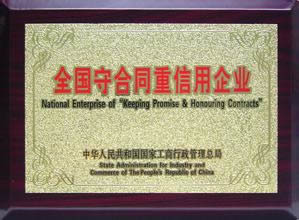 全国守合同重信用企业
National Enterprise of "Keeping Promise & Honouring Contracts"
中华人民共和国国家工商行政管理总局
State Administration for Industry and
Commerce of The People's Republic of China